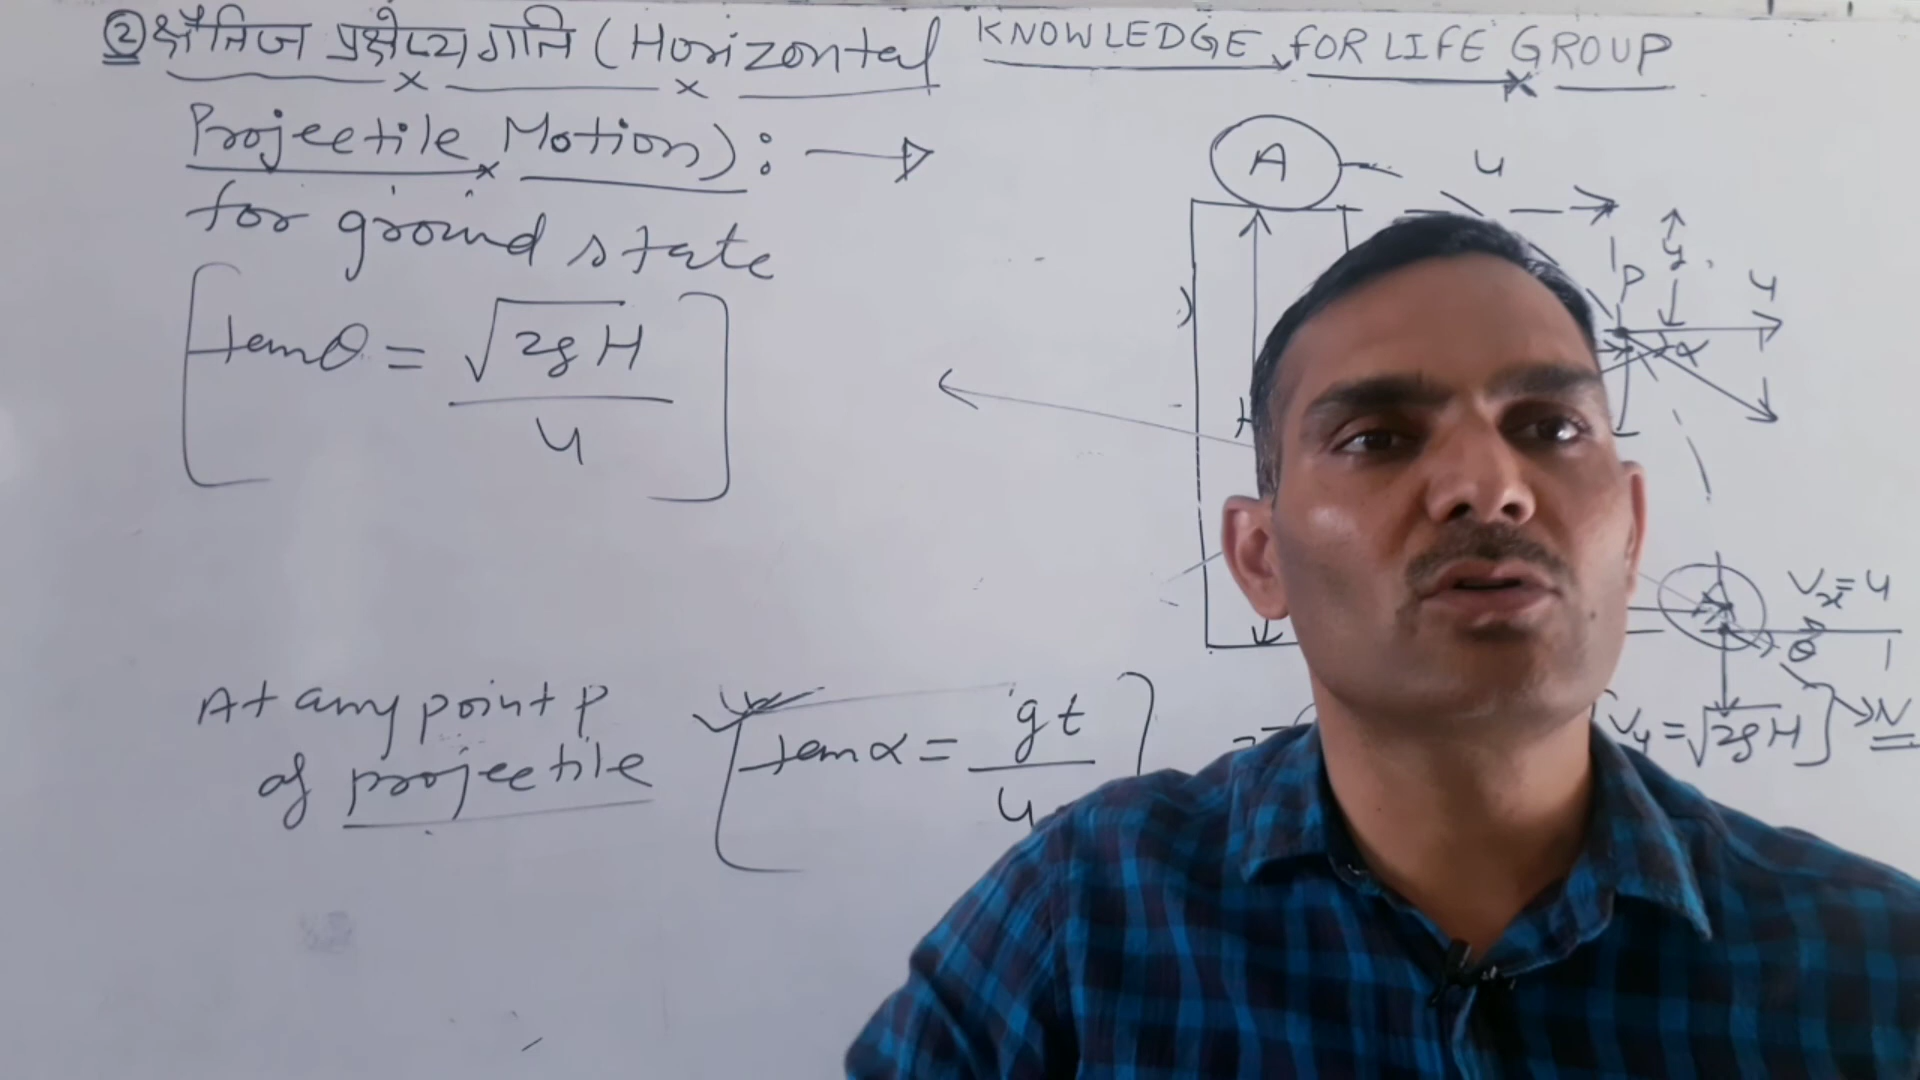 ② क्षैतिज प्रक्षेप्य गति (Horizontal
Projectile Motion):→
for ground state
[tanθ = √2gH / u]
At any point P
of projectile
[tanα = gt / u]
KNOWLEDGE FOR LIFE GROUP
A
u
y
P
u
α
H
Vx = u
θ
Vy = √2gH]
V